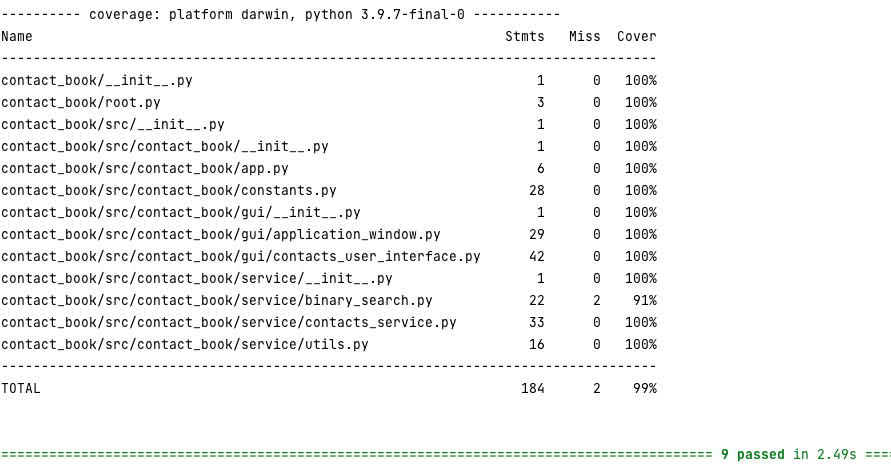 ---------- coverage: platform darwin, python 3.9.7-final-0 -----------
Name                                                           Stmts   Miss  Cover
----------------------------------------------------------------------------------
contact_book/__init__.py                                           1      0   100%
contact_book/root.py                                               3      0   100%
contact_book/src/__init__.py                                       1      0   100%
contact_book/src/contact_book/__init__.py                          1      0   100%
contact_book/src/contact_book/app.py                               6      0   100%
contact_book/src/contact_book/constants.py                        28      0   100%
contact_book/src/contact_book/gui/__init__.py                      1      0   100%
contact_book/src/contact_book/gui/application_window.py           29      0   100%
contact_book/src/contact_book/gui/contacts_user_interface.py      42      0   100%
contact_book/src/contact_book/service/__init__.py                  1      0   100%
contact_book/src/contact_book/service/binary_search.py            22      2    91%
contact_book/src/contact_book/service/contacts_service.py         33      0   100%
contact_book/src/contact_book/service/utils.py                    16      0   100%
----------------------------------------------------------------------------------
TOTAL                                                            184      2    99%
========================================================================================= 9 passed in 2.49s ====